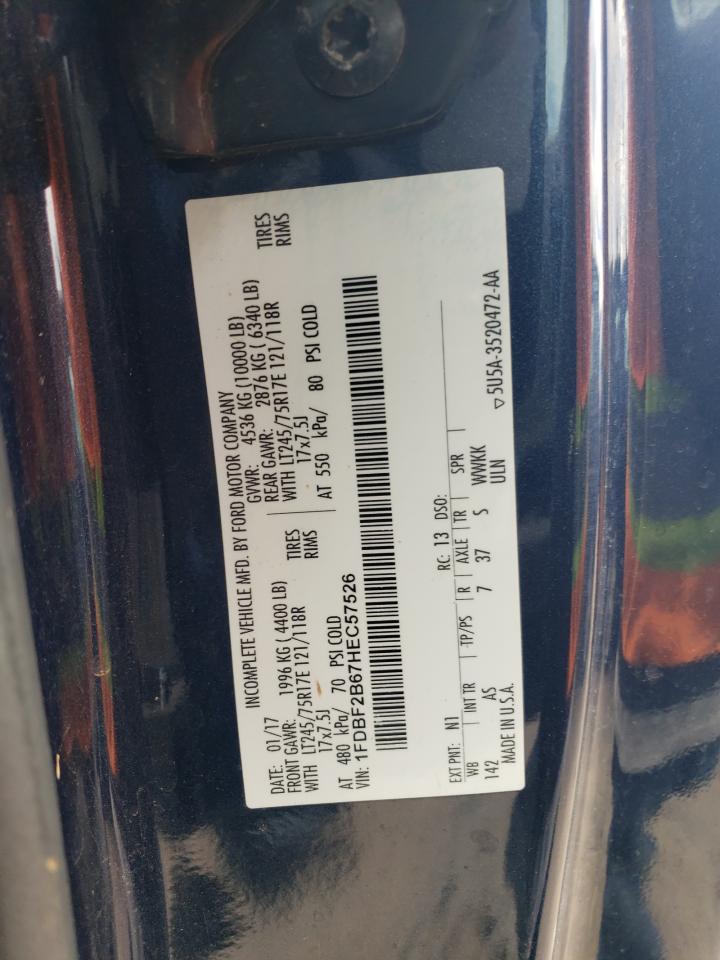 INCOMPLETE VEHICLE MFD. BY FORD MOTOR COMPANY
DATE: 01/17 GVWR: 4536 KG (10000 LB)
FRONT GAWR: 1996 KG ( 4400 LB) REAR GAWR: 2876 KG ( 6340 LB)
WITH LT245/75R17E 121/118R TIRES WITH LT245/75R17E 121/118R TIRES
17x7.5J RIMS 17x7.5J RIMS
AT 480 kPa/ 70 PSI COLD AT 550 kPa/ 80 PSI COLD
VIN: 1FDBF2B67HEC57526
EXT PNT: N1 RC: 13 DSO:
WB INT TR TP/PS R AXLE TR SPR
142 AS 7 37 S WWKK
MADE IN U.S.A. ULN
▽5U5A-3520472-AA